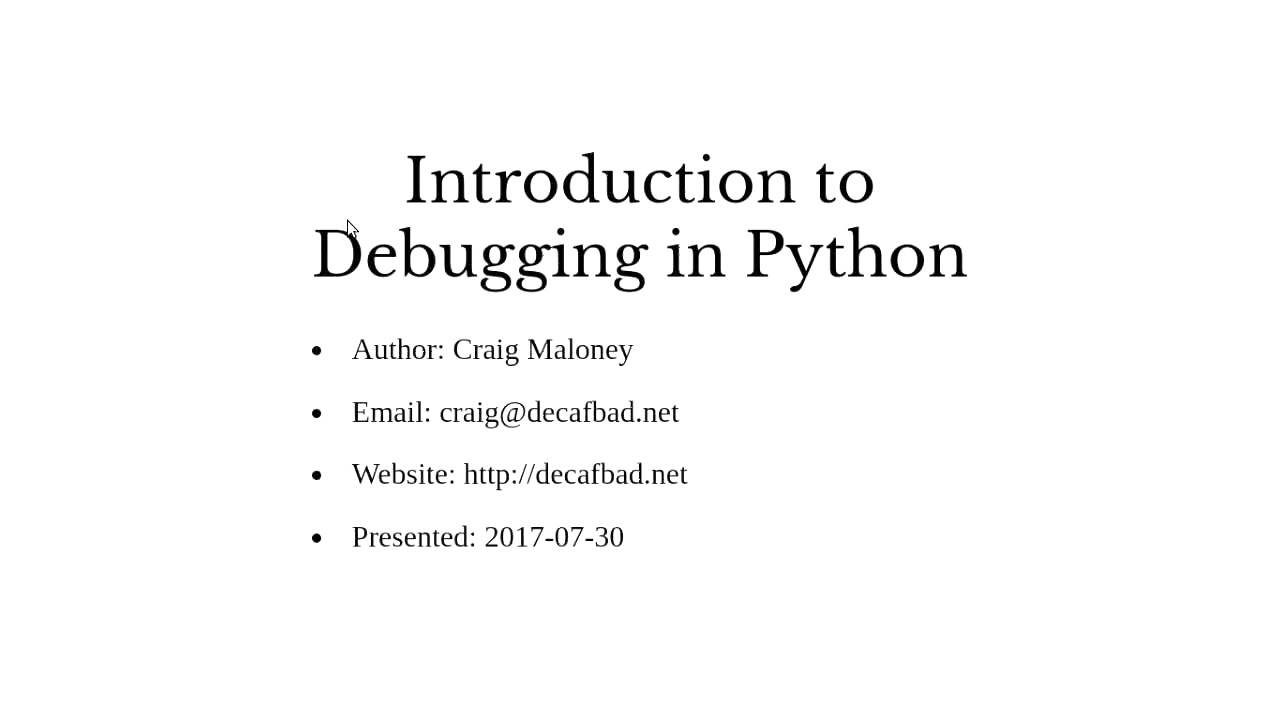 Introduction to
Debugging in Python
• Author: Craig Maloney
• Email: craig@decafbad.net
• Website: http://decafbad.net
• Presented: 2017-07-30